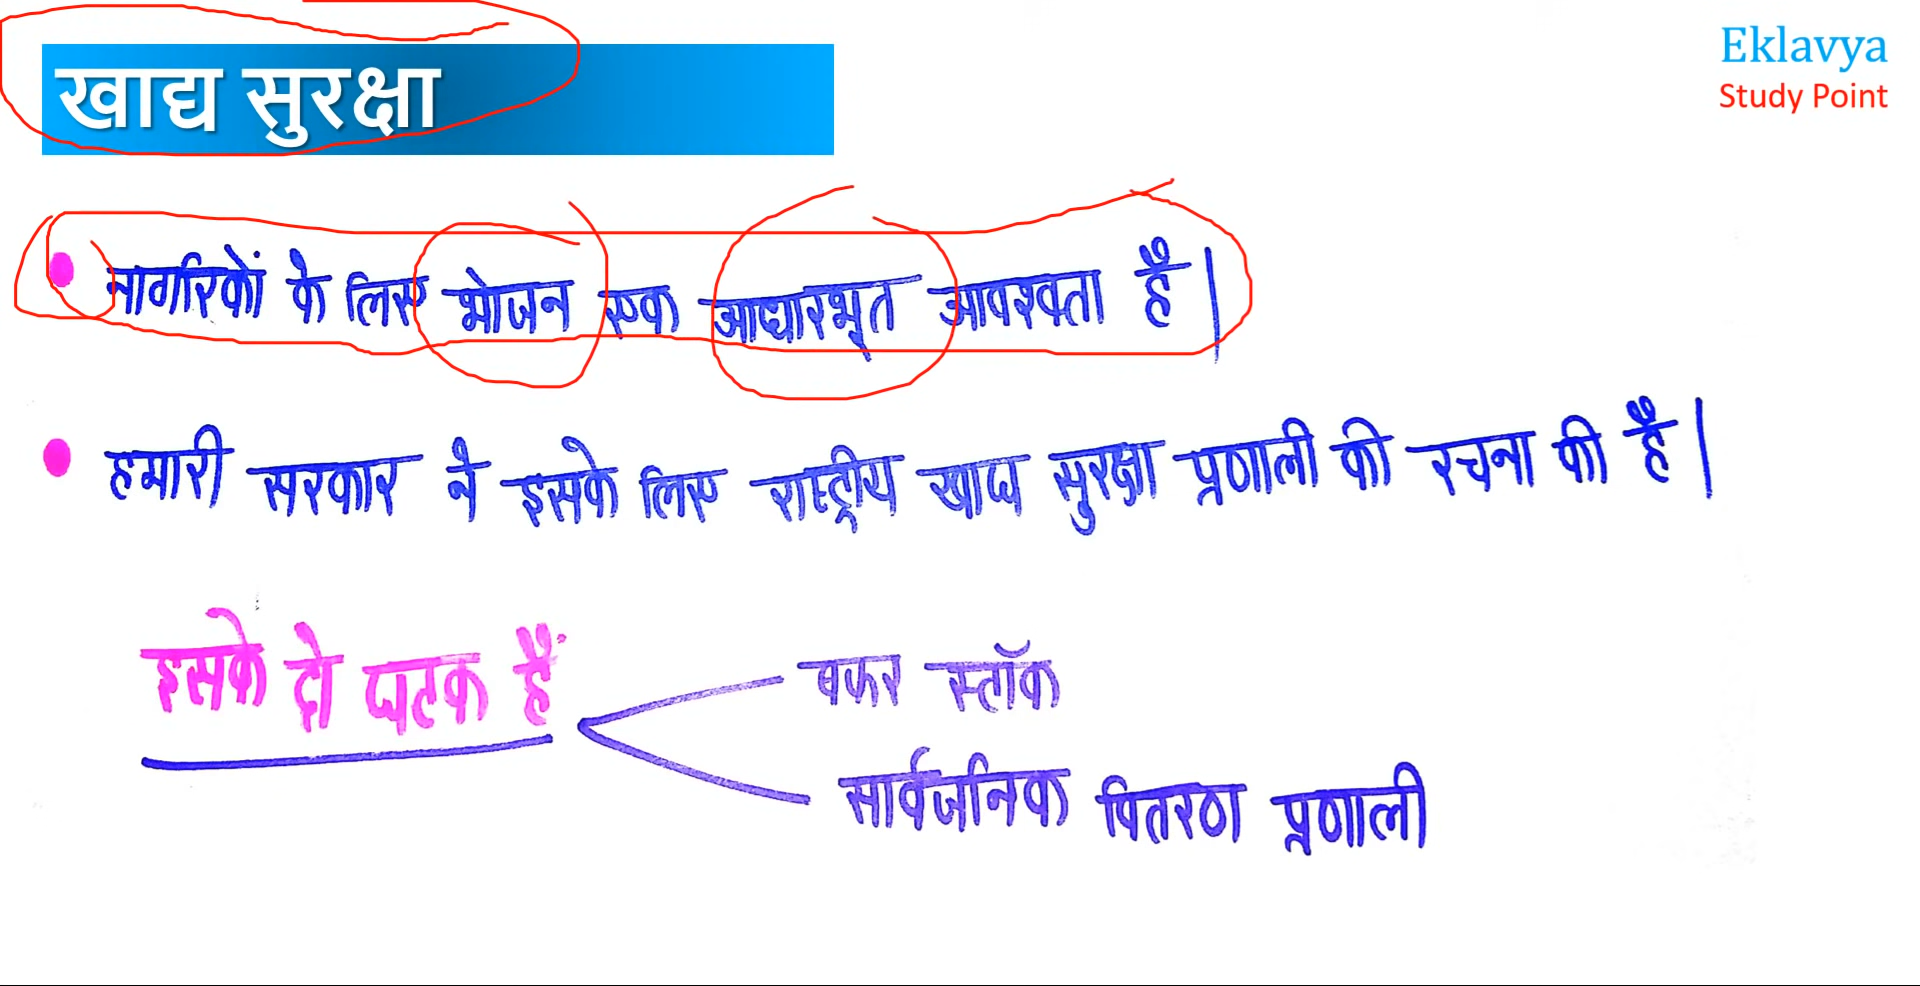 खाद्य सुरक्षा
Eklavya
Study Point
नागरिकों के लिए भोजन एक आधारभूत आवश्कता है|
हमारी सरकार ने इसके लिए राष्ट्रीय खाद्य सुरक्षा प्रणाली की रचना की है|
इसके दो घटक हैं
बफर स्टॉक
सार्वजनिक वितरण प्रणाली